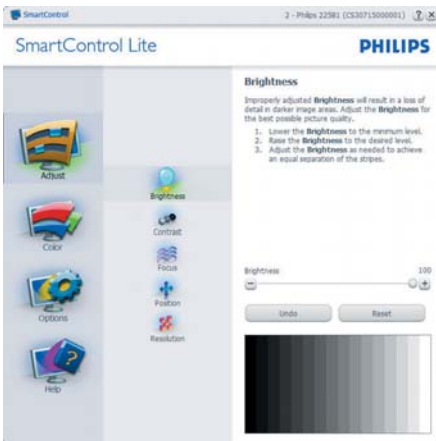 SmartControl
2 - Philips 225B1 (CS30715000001)
SmartControl Lite
PHILIPS
Adjust
Color
Options
Help
Brightness
Contrast
Focus
Position
Resolution
Brightness
Improperly adjusted Brightness will result in a loss of
detail in darker image areas. Adjust the Brightness for
the best possible picture quality.
1. Lower the Brightness to the minimum level.
2. Raise the Brightness to the desired level.
3. Adjust the Brightness as needed to achieve
an equal separation of the stripes.
Brightness 100
Undo Reset